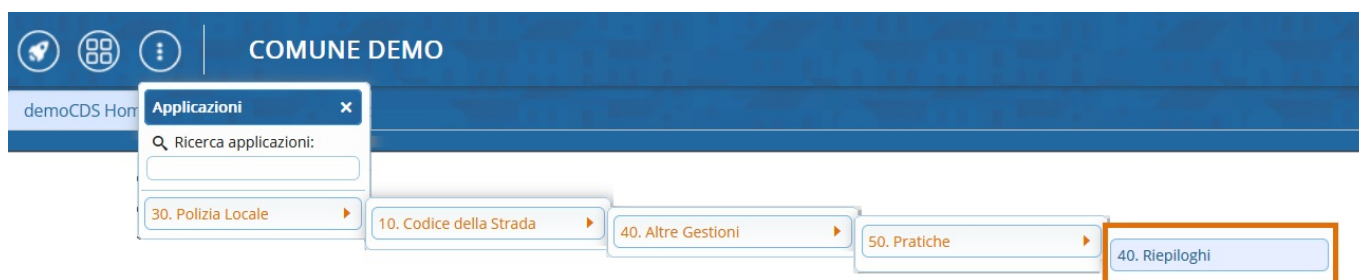 COMUNE DEMO
demoCDS Hom
Applicazioni
Ricerca applicazioni:
30. Polizia Locale
10. Codice della Strada
40. Altre Gestioni
50. Pratiche
40. Riepiloghi